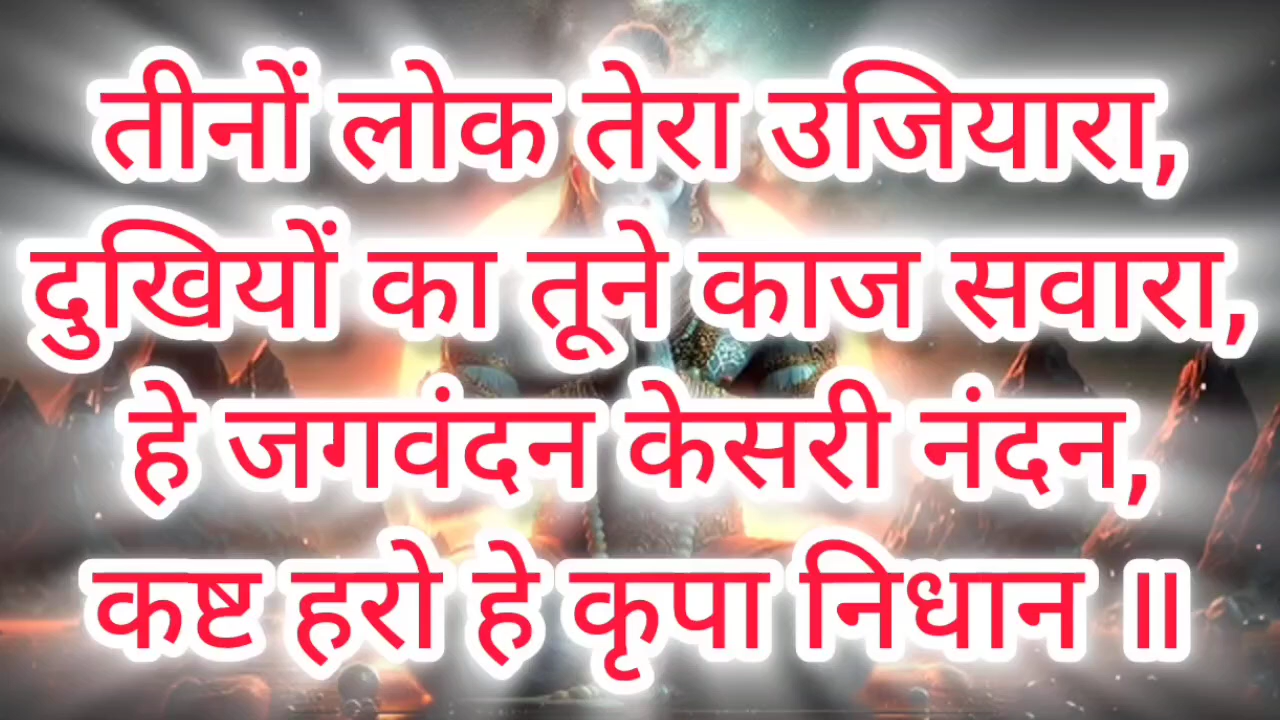 तीनों लोक तेरा उजियारा,
दुखियों का तूने काज सवारा,
हे जगवंदन केसरी नंदन,
कष्ट हरो हे कृपा निधान ॥